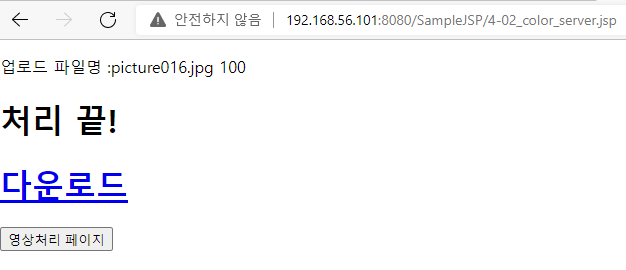 안전하지 않음 192.168.56.101:8080/SampleJSP/4-02_color_server.jsp
업로드 파일명 :picture016.jpg 100
처리 끝!
다운로드
영상처리 페이지